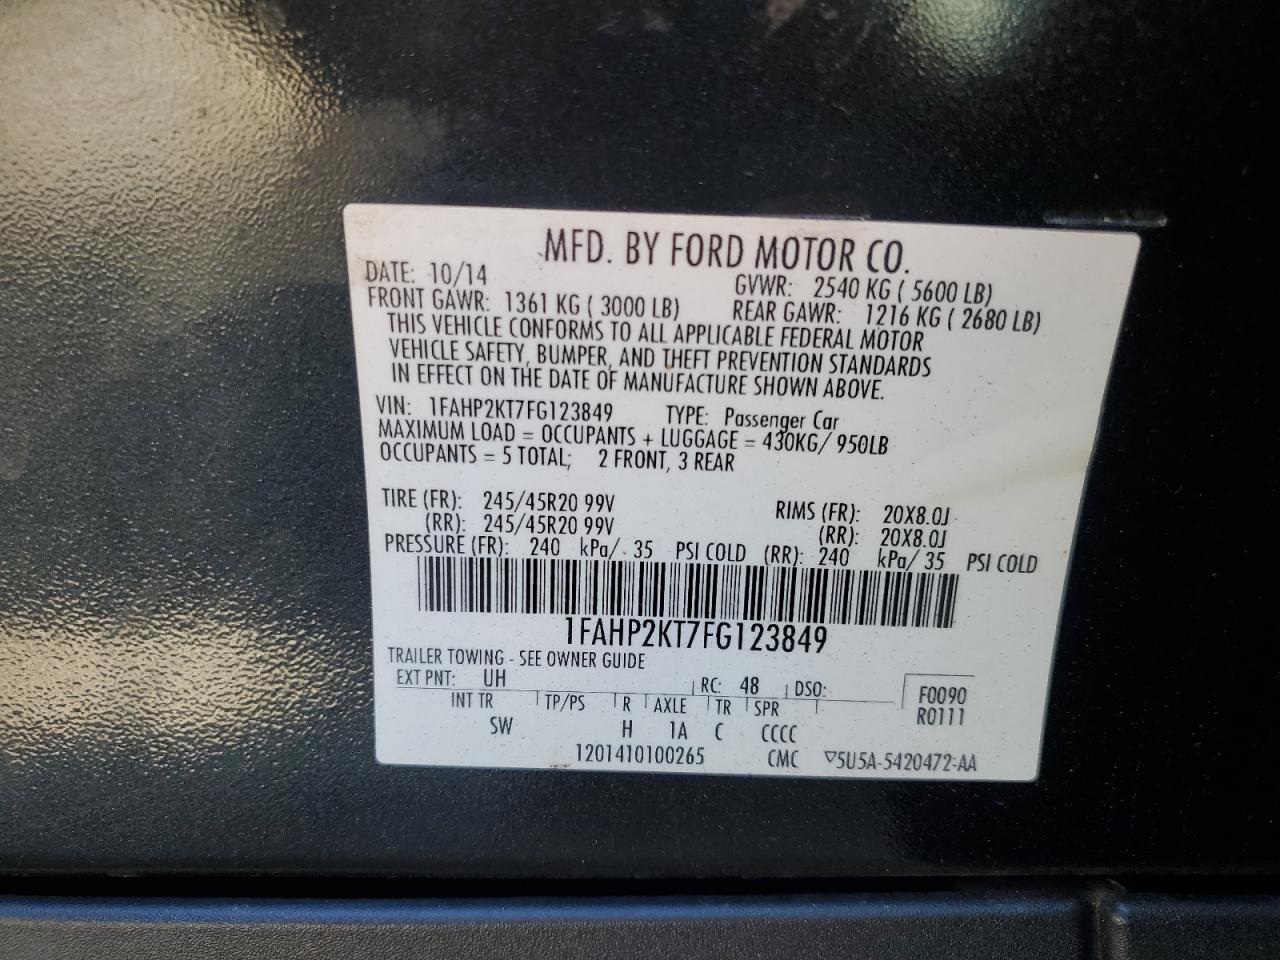 MFD. BY FORD MOTOR CO.
DATE: 10/14 GVWR: 2540 KG ( 5600 LB)
FRONT GAWR: 1361 KG ( 3000 LB) REAR GAWR: 1216 KG ( 2680 LB)
THIS VEHICLE CONFORMS TO ALL APPLICABLE FEDERAL MOTOR
VEHICLE SAFETY, BUMPER, AND THEFT PREVENTION STANDARDS
IN EFFECT ON THE DATE OF MANUFACTURE SHOWN ABOVE.
VIN: 1FAHP2KT7FG123849 TYPE: Passenger Car
MAXIMUM LOAD = OCCUPANTS + LUGGAGE = 430KG/ 950LB
OCCUPANTS = 5 TOTAL; 2 FRONT, 3 REAR
TIRE (FR): 245/45R20 99V RIMS (FR): 20X8.0J
(RR): 245/45R20 99V (RR): 20X8.0J
PRESSURE (FR): 240 kPa/ 35 PSI COLD (RR): 240 kPa/ 35 PSI COLD
1FAHP2KT7FG123849
TRAILER TOWING - SEE OWNER GUIDE
EXT PNT: UH RC: 48 DSO: F0090
INT TR TP/PS R AXLE TR SPR R0111
SW H 1A C CCCC
1201410100265 CMC ▽5U5A-5420472-AA